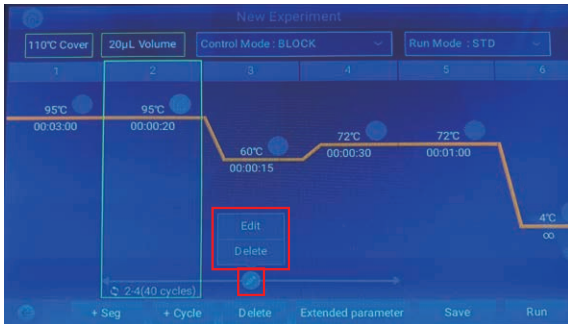 New Experiment
110℃ Cover
20μL Volume
Control Mode : BLOCK
Run Mode : STD
1
2
3
4
5
6
95℃
00:03:00
95℃
00:00:20
60℃
00:00:15
72℃
00:00:30
72℃
00:01:00
4℃
∞
Edit
Delete
2-4(40 cycles)
+ Seg
+ Cycle
Delete
Extended parameter
Save
Run